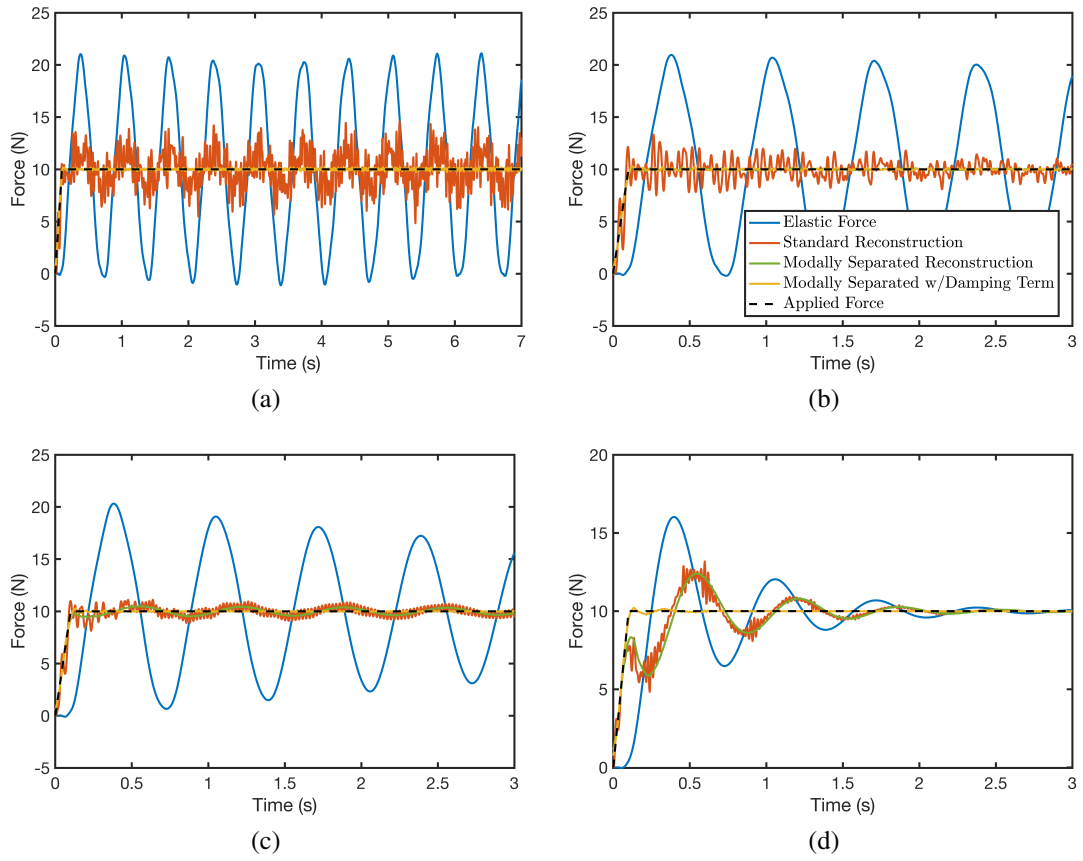 25
20
15
10
5
0
-5
Force (N)
0 1 2 3 4 5 6 7
Time (s)
(a)
25
20
15
10
5
0
-5
Force (N)
0 0.5 1 1.5 2 2.5 3
Time (s)
Elastic Force
Standard Reconstruction
Modally Separated Reconstruction
Modally Separated w/Damping Term
Applied Force
(b)
25
20
15
10
5
0
-5
Force (N)
0 0.5 1 1.5 2 2.5 3
Time (s)
(c)
20
15
10
5
0
Force (N)
0 0.5 1 1.5 2 2.5 3
Time (s)
(d)